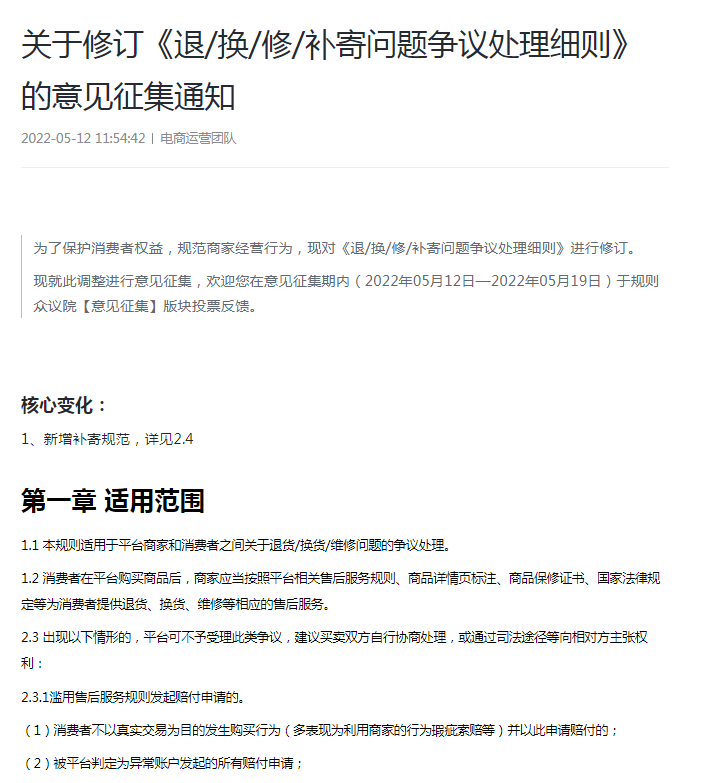 关于修订《退/换/修/补寄问题争议处理细则》
的意见征集通知
2022-05-12 11:54:42 | 电商运营团队
为了保护消费者权益，规范商家经营行为，现对《退/换/修/补寄问题争议处理细则》进行修订。
现就此调整进行意见征集，欢迎您在意见征集期内（2022年05月12日—2022年05月19日）于规则
众议院【意见征集】版块投票反馈。
核心变化：
1、新增补寄规范，详见2.4
第一章 适用范围
1.1 本规则适用于平台商家和消费者之间关于退货/换货/维修问题的争议处理。
1.2 消费者在平台购买商品后，商家应当按照平台相关售后服务规则、商品详情页标注、商品保修证书、国家法律规
定等为消费者提供退货、换货、维修等相应的售后服务。
2.3 出现以下情形的，平台可不予受理此类争议，建议买卖双方自行协商处理，或通过司法途径等向相对方主张权
利：
2.3.1滥用售后服务规则发起赔付申请的。
（1）消费者不以真实交易为目的发生购买行为（多表现为利用商家的行为瑕疵索赔等）并以此申请赔付的；
（2）被平台判定为异常账户发起的所有赔付申请；